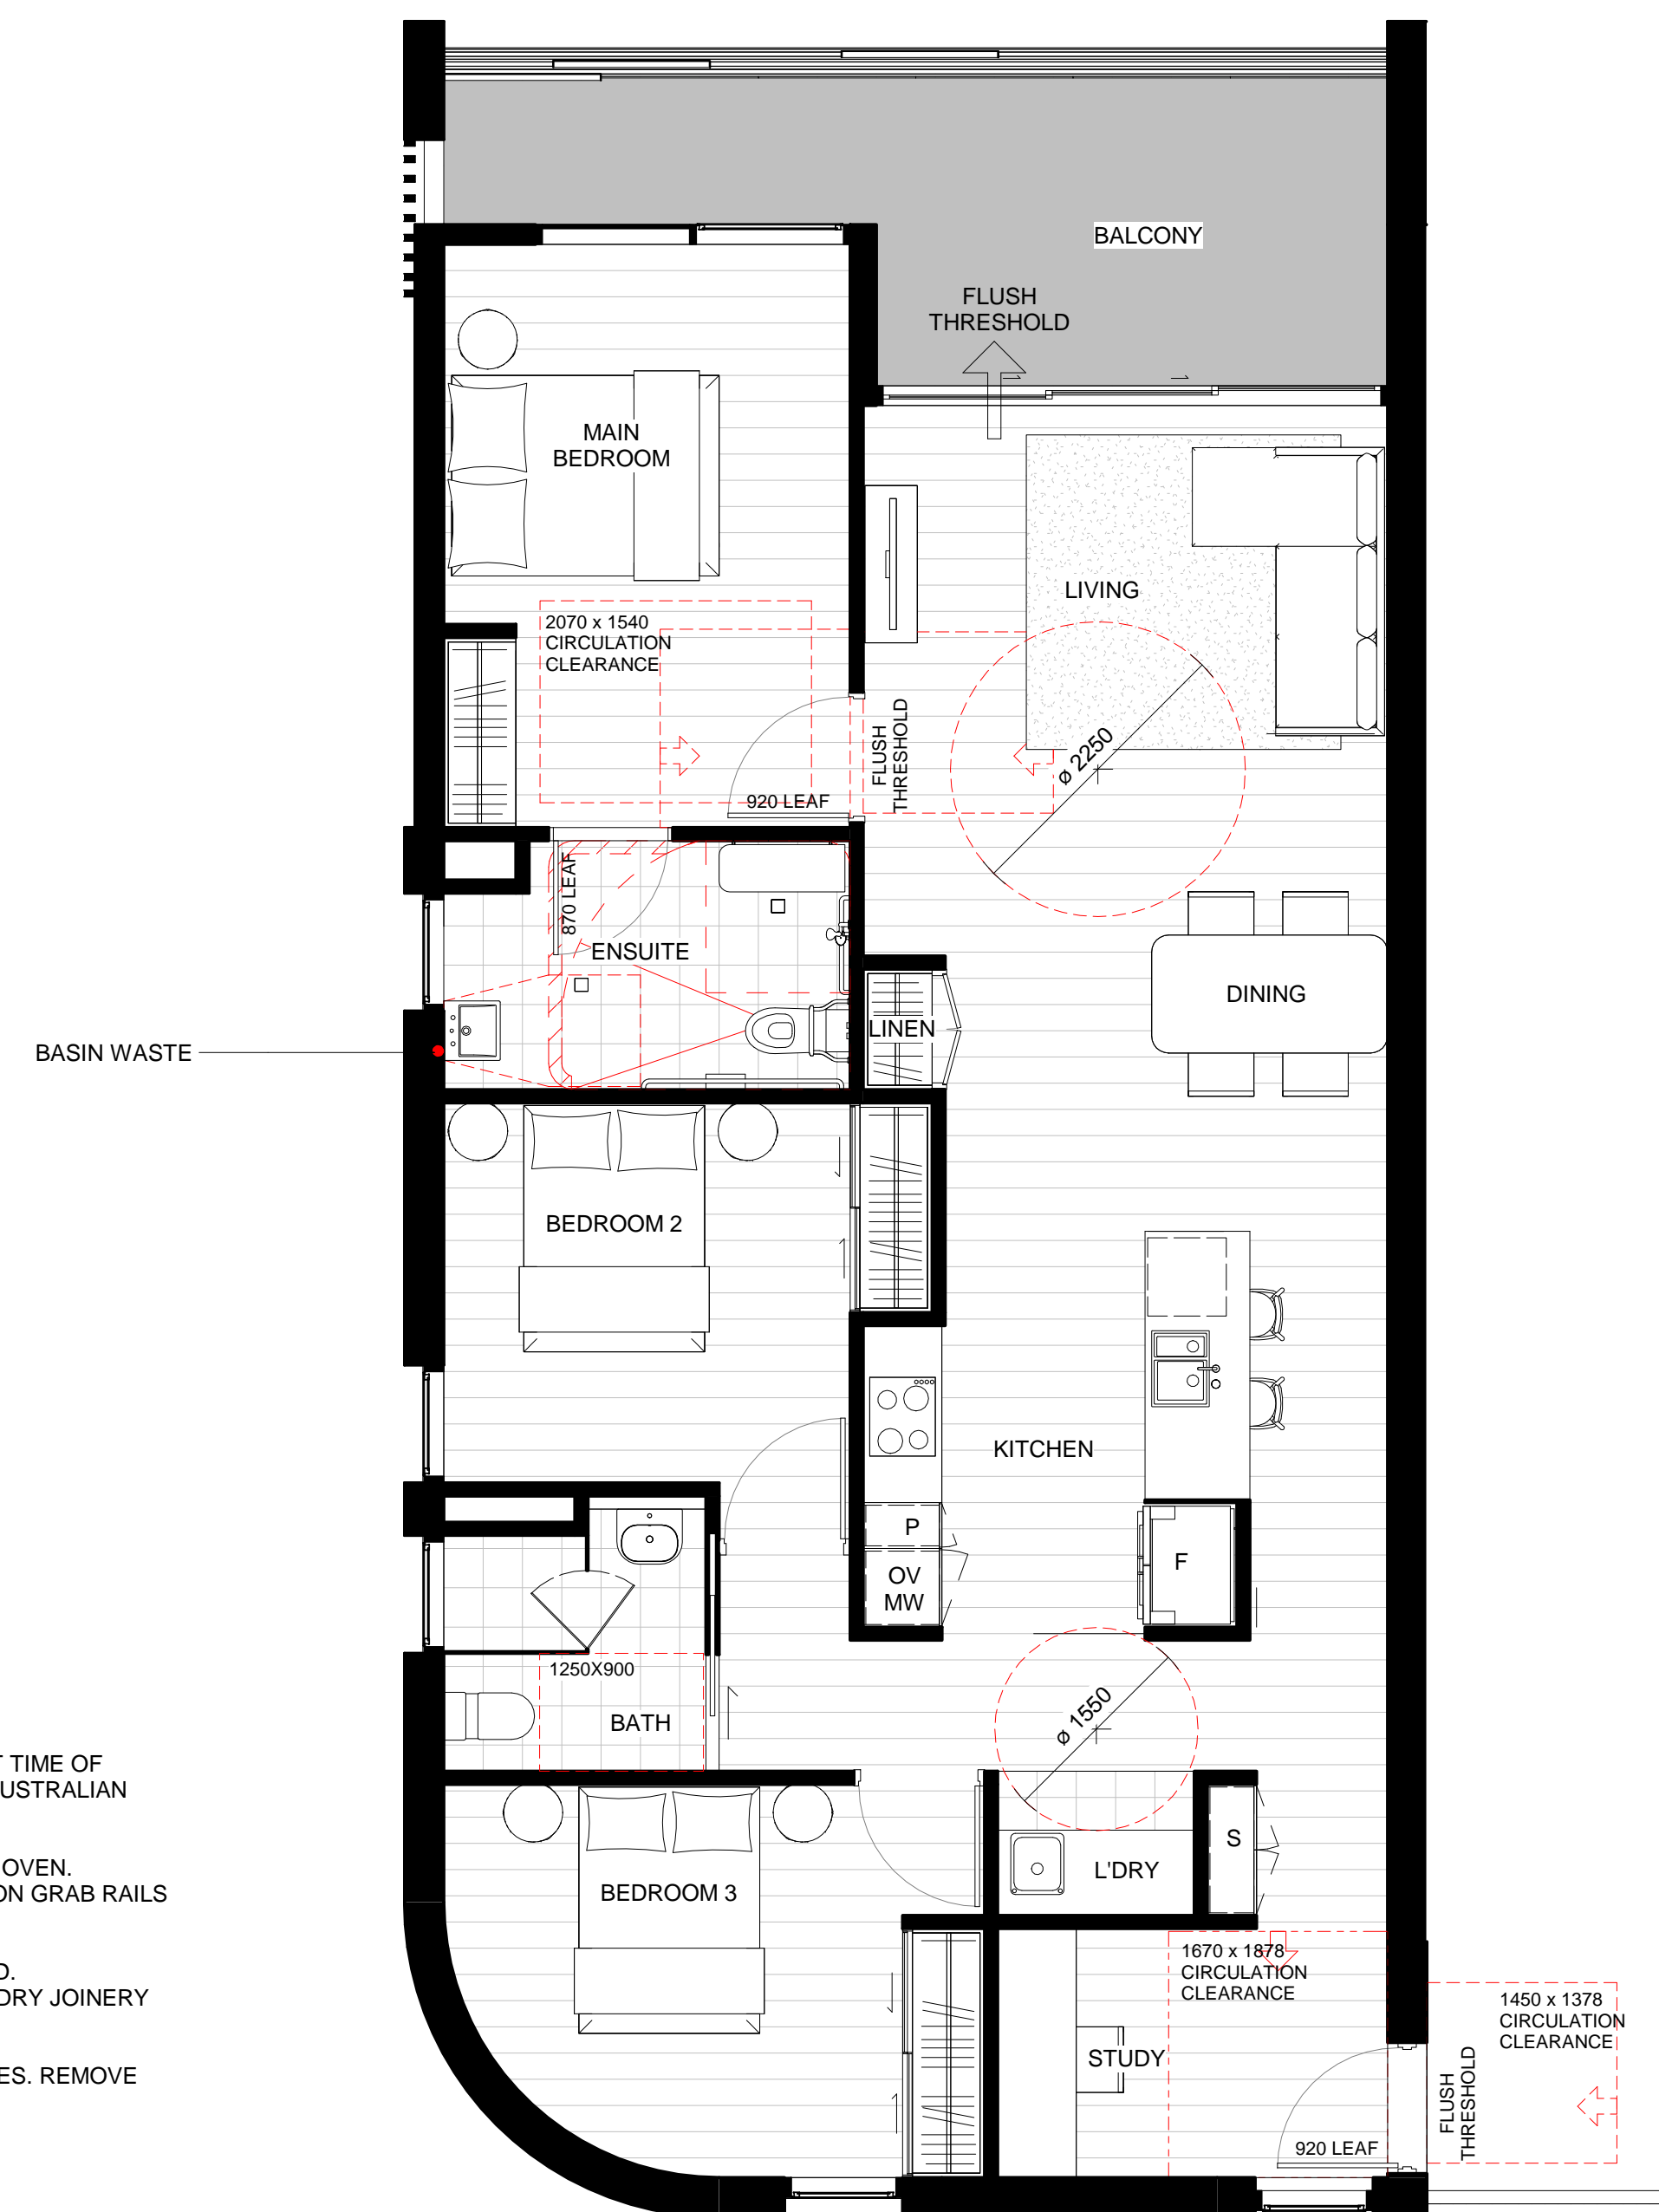 BALCONY
FLUSH
THRESHOLD
MAIN
BEDROOM
LIVING
2070 x 1540
CIRCULATION
CLEARANCE
FLUSH
THRESHOLD
ø 2250
920 LEAF
870 LEAF
ENSUITE
DINING
LINEN
BASIN WASTE
BEDROOM 2
KITCHEN
P
OV
MW
F
1250X900
BATH
ø 1550
T TIME OF
USTRALIAN
OVEN.
ON GRAB RAILS
D.
DRY JOINERY
ES. REMOVE
L'DRY
S
BEDROOM 3
1670 x 1878
CIRCULATION
CLEARANCE
1450 x 1378
CIRCULATION
CLEARANCE
STUDY
FLUSH
THRESHOLD
920 LEAF